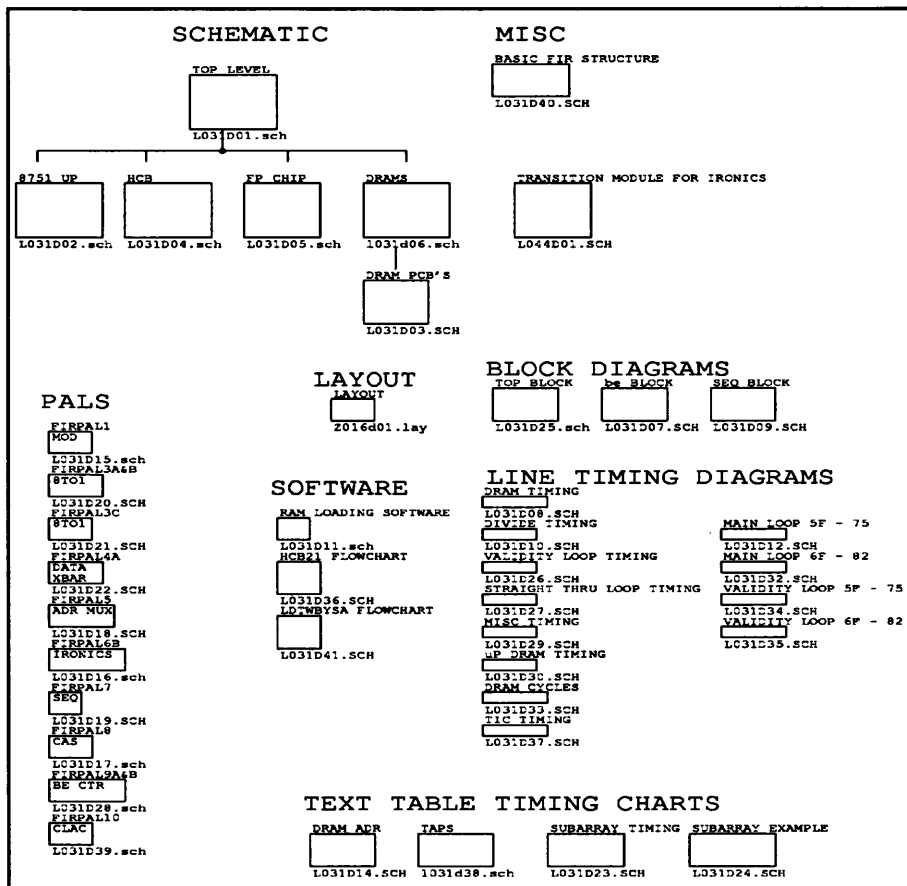 SCHEMATIC
TOP LEVEL
L031D01.sch
8751 UP
L031D02.sch
HCB
L031D04.sch
FP CHIP
L031D05.sch
DRAMS
l031d06.sch
DRAM PCB'S
L031D03.SCH
MISC
BASIC FIR STRUCTURE
L031D40.SCH
TRANSITION MODULE FOR IRONICS
L044D01.SCH
LAYOUT
LAYOUT
Z016d01.lay
BLOCK DIAGRAMS
TOP BLOCK
L031D25.sch
be BLOCK
L031D07.SCH
SEQ BLOCK
L031D09.SCH
PALS
FIRPAL1
MOD
L031D15.sch
FIRPAL3A&B
8TO1
L031D20.SCH
FIRPAL3C
8TO1
L031D21.SCH
FIRPAL4A
DATA
XBAR
L031D22.SCH
FIRPAL5
ADR MUX
L031D18.SCH
FIRPAL6B
IRONICS
L031D16.sch
FIRPAL7
SEQ
L031D19.SCH
FIRPAL8
CAS
L031D17.sch
FIRPAL9A&B
BE CTR
L031D28.sch
FIRPAL10
CLAC
L031D39.sch
SOFTWARE
RAM LOADING SOFTWARE
L031D11.sch
HCB21 FLOWCHART
L031D36.SCH
LDTWBYSA FLOWCHART
L031D41.SCH
LINE TIMING DIAGRAMS
DRAM TIMING
L031D08.SCH
DIVIDE TIMING
L031D10.SCH
VALIDITY LOOP TIMING
L031D26.SCH
STRAIGHT THRU LOOP TIMING
L031D27.SCH
MISC TIMING
L031D29.SCH
uP DRAM TIMING
L031D30.SCH
DRAM CYCLES
L031D33.SCH
TIC TIMING
L031D37.SCH
MAIN LOOP 5F - 75
L031D12.SCH
MAIN LOOP 6F - 82
L031D32.SCH
VALIDITY LOOP 5F - 75
L031D34.SCH
VALIDITY LOOP 6F - 82
L031D35.SCH
TEXT TABLE TIMING CHARTS
DRAM ADR
L031D14.SCH
TAPS
l031d38.SCH
SUBARRAY TIMING
L031D23.SCH
SUBARRAY EXAMPLE
L031D24.SCH